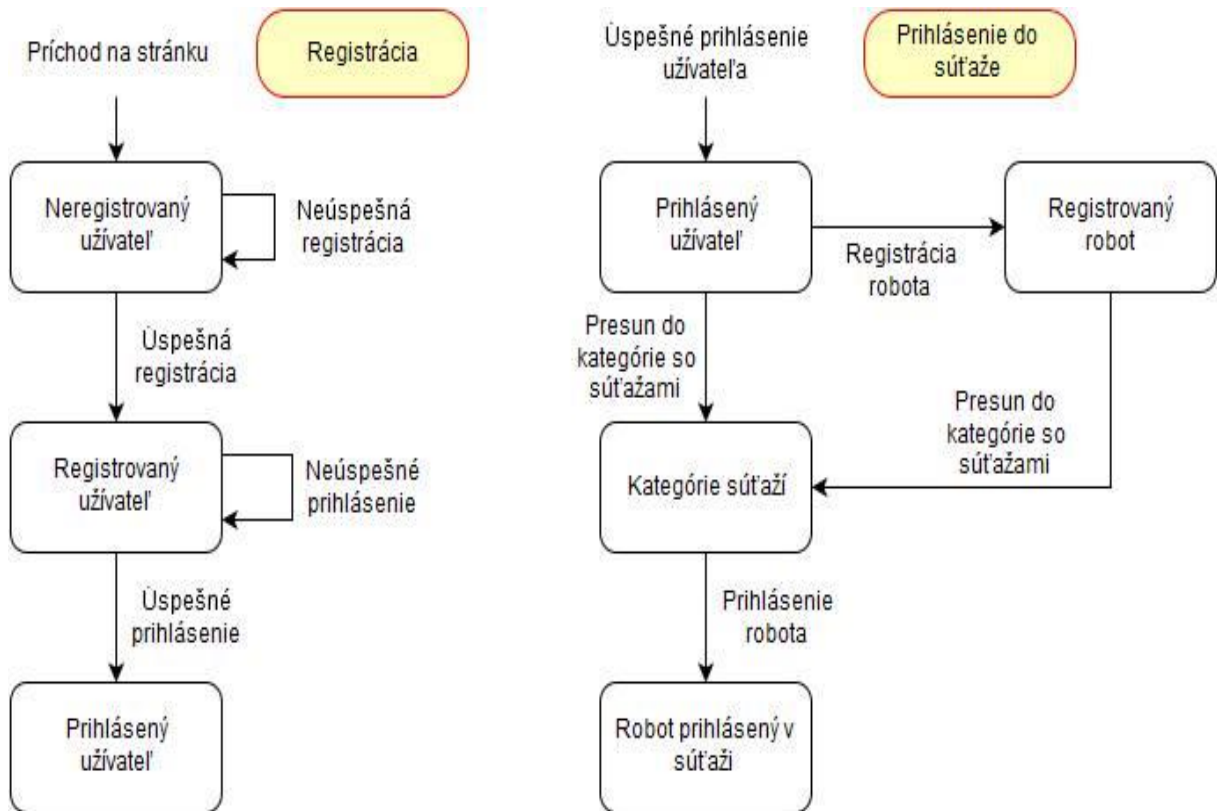 Príchod na stránku
Registrácia
Neregistrovaný
užívateľ
Neúspešná
registrácia
Úspešná
registrácia
Registrovaný
užívateľ
Neúspešné
prihlásenie
Úspešné
prihlásenie
Prihlásený
užívateľ
Úspešné prihlásenie
užívateľa
Prihlásenie do
súťaže
Prihlásený
užívateľ
Registrácia
robota
Registrovaný
robot
Presun do
kategórie so
súťažami
Presun do
kategórie so
súťažami
Kategórie súťaží
Prihlásenie
robota
Robot prihlásený v
súťaži